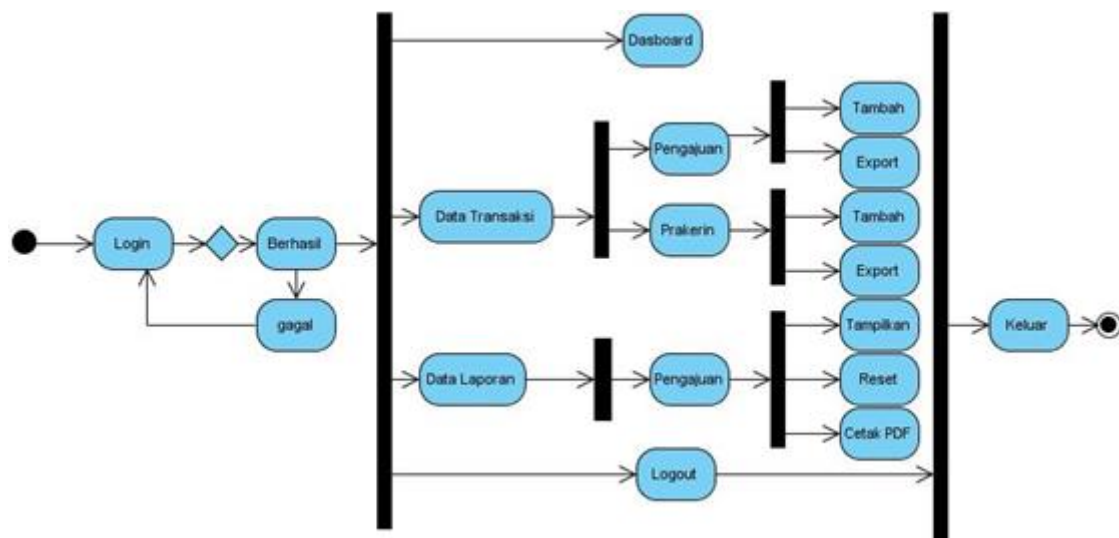 Dasboard
Tambah
Pengajuan
Export
Data Transaksi
Tambah
Prakerin
Login
Berhasil
Export
gagal
Tampilkan
Keluar
Data Laporan
Pengajuan
Reset
Cetak PDF
Logout